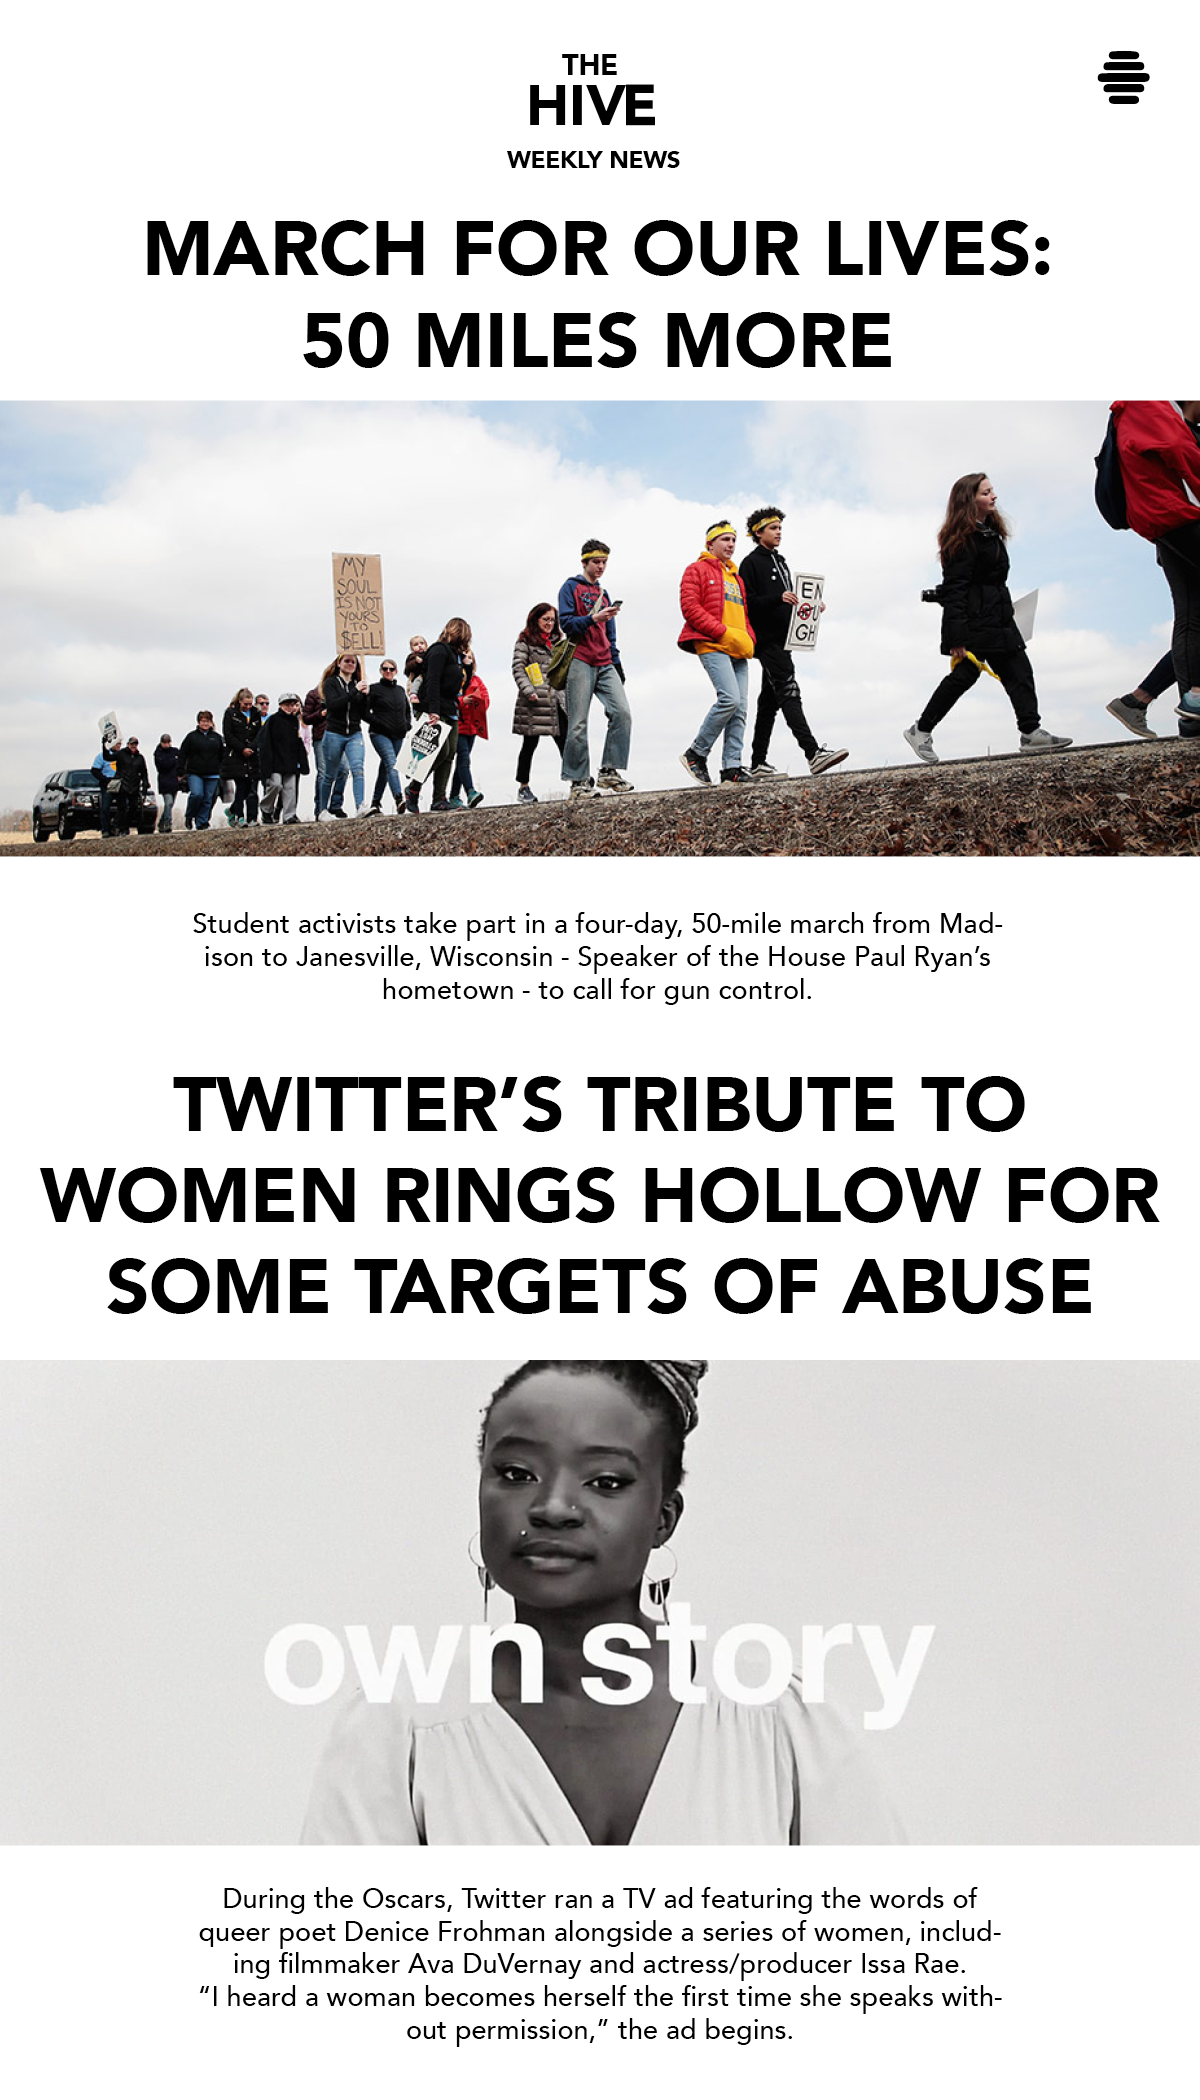 THE
HIVE
WEEKLY NEWS
MARCH FOR OUR LIVES:
50 MILES MORE
MY
SOUL
IS NOT
YOURS
TO
$ELL!
EN
OU
GH
Student activists take part in a four-day, 50-mile march from Mad-
ison to Janesville, Wisconsin - Speaker of the House Paul Ryan’s
hometown - to call for gun control.
TWITTER’S TRIBUTE TO
WOMEN RINGS HOLLOW FOR
SOME TARGETS OF ABUSE
own story
During the Oscars, Twitter ran a TV ad featuring the words of
queer poet Denice Frohman alongside a series of women, includ-
ing filmmaker Ava DuVernay and actress/producer Issa Rae.
“I heard a woman becomes herself the first time she speaks with-
out permission,” the ad begins.